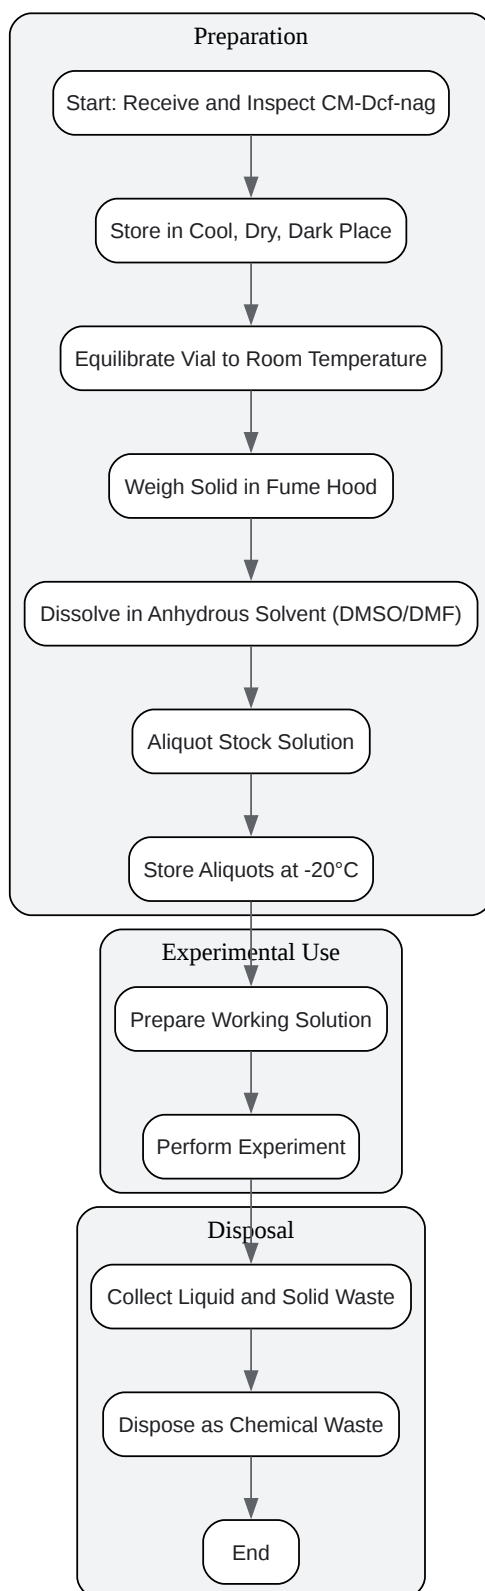 Preparation
Start: Receive and Inspect CM-Dcf-nag
Store in Cool, Dry, Dark Place
Equilibrate Vial to Room Temperature
Weigh Solid in Fume Hood
Dissolve in Anhydrous Solvent (DMSO/DMF)
Aliquot Stock Solution
Store Aliquots at -20°C
Experimental Use
Prepare Working Solution
Perform Experiment
Disposal
Collect Liquid and Solid Waste
Dispose as Chemical Waste
End